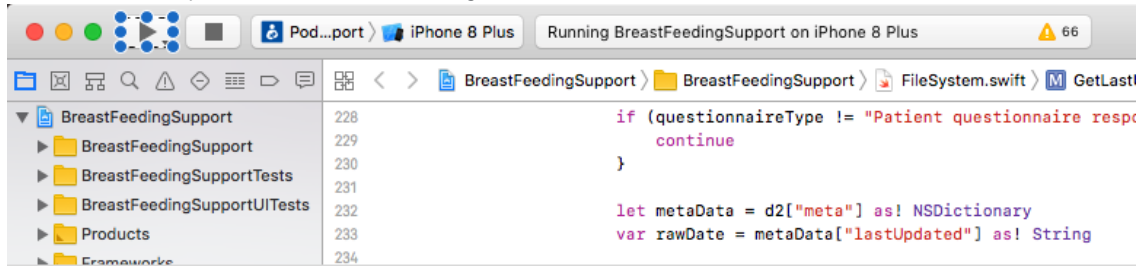 Pod...port
iPhone 8 Plus
Running BreastFeedingSupport on iPhone 8 Plus
66
BreastFeedingSupport
BreastFeedingSupport
FileSystem.swift
M
BreastFeedingSupport
BreastFeedingSupport
BreastFeedingSupportTests
BreastFeedingSupportUITests
Products
Frameworks
228 if (questionnaireType != "Patient questionnaire
229 continue
230 }
231
232 let metaData = d2["meta"] as! NSDictionary
233 var rawDate = metaData["lastUpdated"] as! String
234